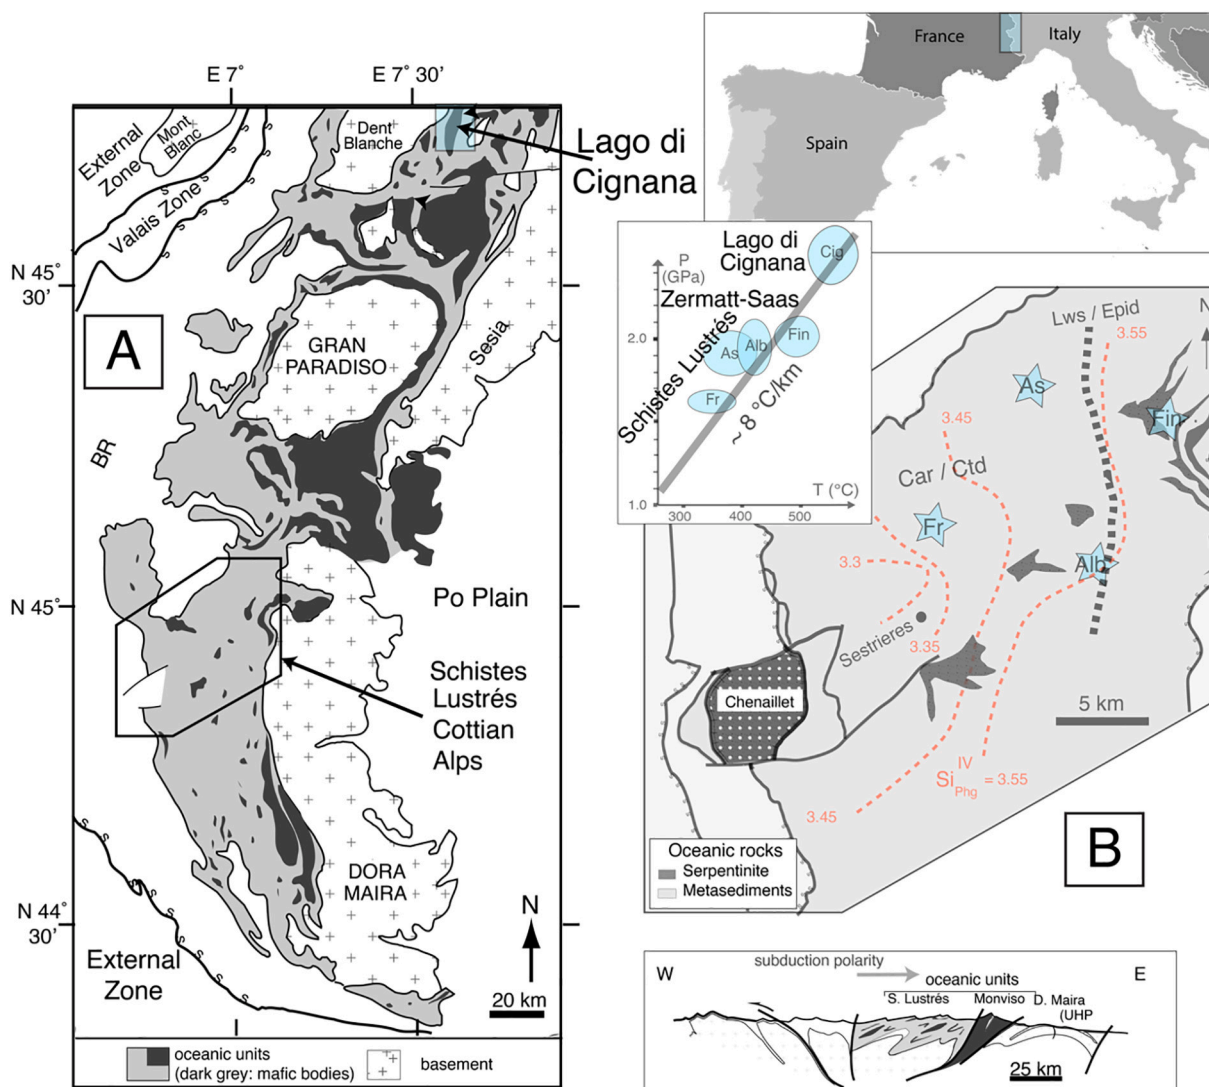 E 7°
E 7° 30'
External
Zone
Mont
Blanc
Valais Zone
Dent
Blanche
Lago di
Cignana
N 45°
30'
A
GRAN
PARADISO
Sesia
BR
N 45°
Po Plain
Schistes
Lustrés
Cottian
Alps
DORA
MAIRA
N 44°
30'
External
Zone
N
20 km
oceanic units
(dark grey: mafic bodies)
basement
France
Italy
Spain
P
(GPa)
Lago di
Cignana
Cig
Zermatt-Saas
Schistes Lustrés
2.0
As
Alb
Fin
Fr
~ 8 °C/km
T (°C)
1.0
300
400
500
Lws / Epid
3.55
N
As
Fin
3.45
Car / Ctd
Fr
Alb
3.3
Sestrieres
3.35
Chenaillet
5 km
IV
Si Phg = 3.55
3.45
B
Oceanic rocks
Serpentinite
Metasediments
W
subduction polarity
E
oceanic units
S. Lustrés
Monviso
D. Maira
(UHP
25 km